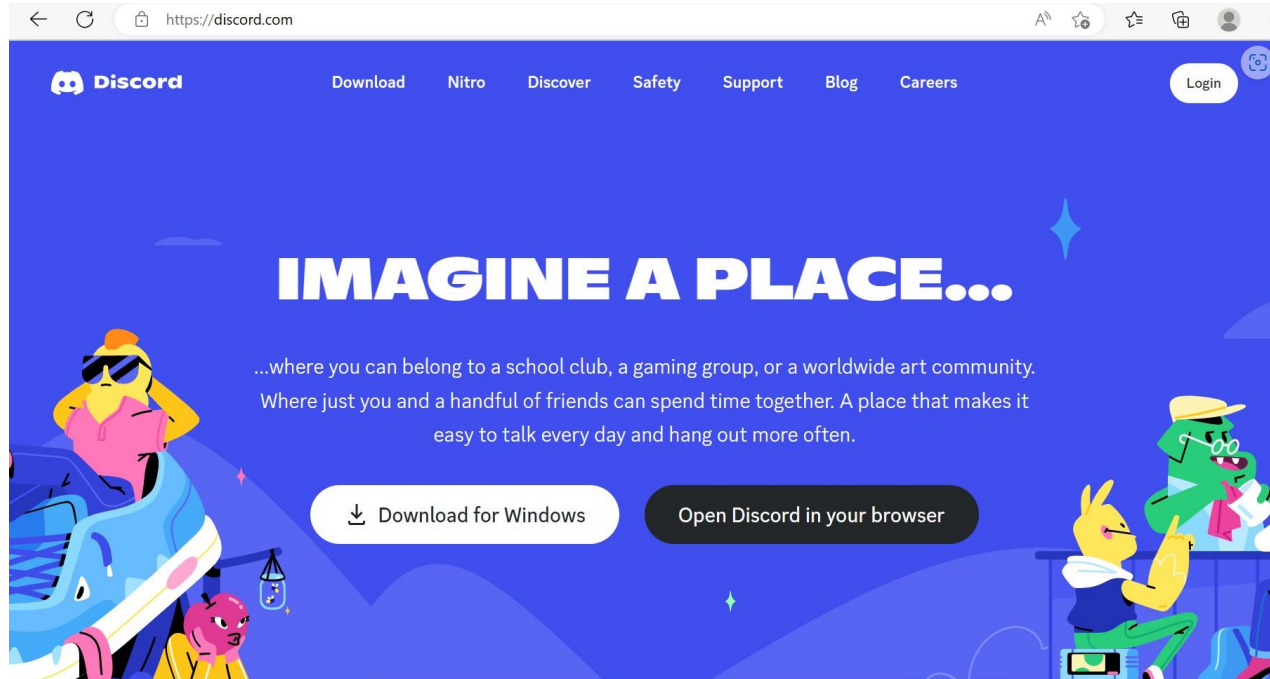 https://discord.com
Discord Download Nitro Discover Safety Support Blog Careers Login
IMAGINE A PLACE...
...where you can belong to a school club, a gaming group, or a worldwide art community.
Where just you and a handful of friends can spend time together. A place that makes it
easy to talk every day and hang out more often.
Download for Windows Open Discord in your browser